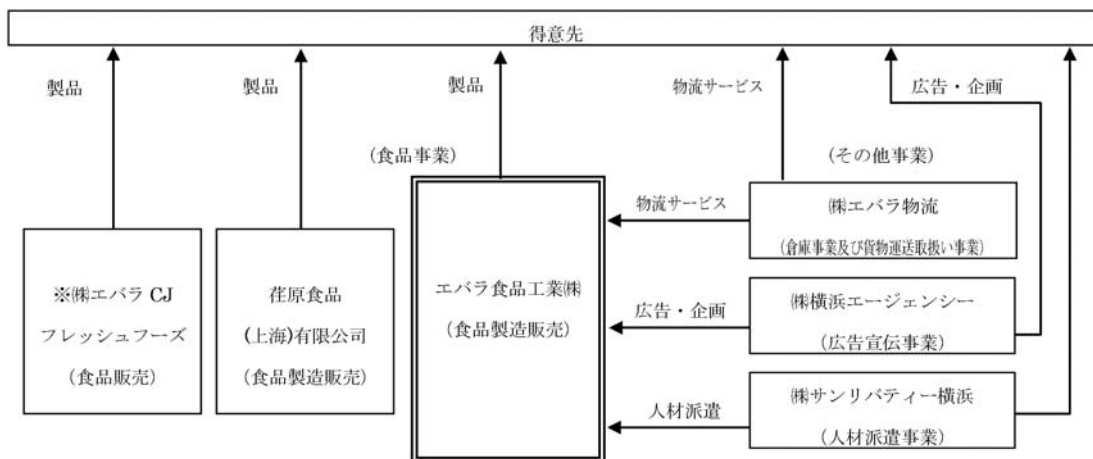 得意先
製品
製品
製品
物流サービス
広告・企画
(食品事業)
(その他事業)
※㈱エバラ CJ
フレッシュフーズ
(食品販売)
荏原食品
(上海)有限公司
(食品製造販売)
エバラ食品工業㈱
(食品製造販売)
物流サービス
㈱エバラ物流
(倉庫事業及び貨物運送取扱い事業)
広告・企画
㈱横浜エージェンシー
(広告宣伝事業)
人材派遣
㈱サンリバティー横浜
(人材派遣事業)